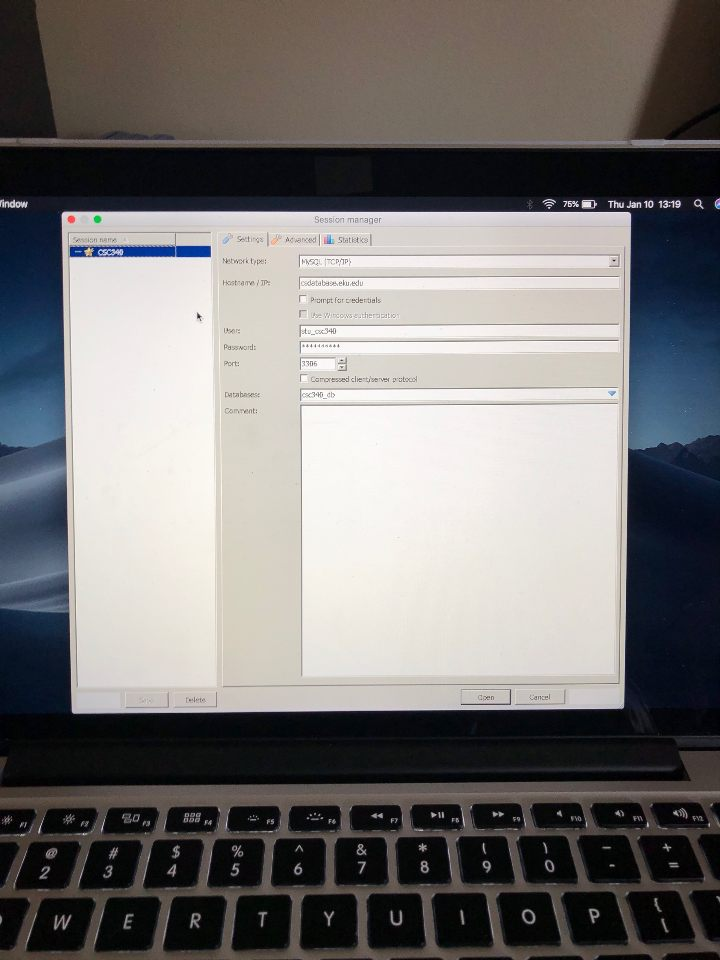 Window 75% Thu Jan 10 13:19
Session manager
Session name
CSC340
Settings Advanced Statistics
Network type: MySQL (TCP/IP)
Hostname / IP: csdatabase.eku.edu
Prompt for credentials
Use Windows authentication
User: stu_csc340
Password: **********
Port: 3306
Compressed client/server protocol
Databases: csc340_db
Comment:
Save Delete Open Cancel
F1 F2 F3 F4 F5 F6 F7 F8 F9 F10 F11 F12
@ # $ % ^ & * ( ) _ +
2 3 4 5 6 7 8 9 0 - =
W E R T Y U I O P { [